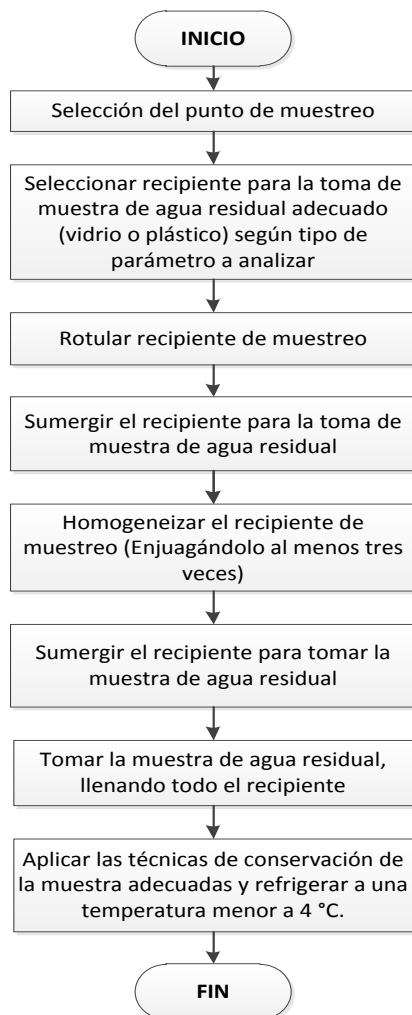 INICIO
Selección del punto de muestreo
Seleccionar recipiente para la toma de
muestra de agua residual adecuado
(vidrio o plástico) según tipo de
parámetro a analizar
Rotular recipiente de muestreo
Sumergir el recipiente para la toma de
muestra de agua residual
Homogeneizar el recipiente de
muestreo (Enjuagándolo al menos tres
veces)
Sumergir el recipiente para tomar la
muestra de agua residual
Tomar la muestra de agua residual,
llenando todo el recipiente
Aplicar las técnicas de conservación de
la muestra adecuadas y refrigerar a una
temperatura menor a 4 °C.
FIN